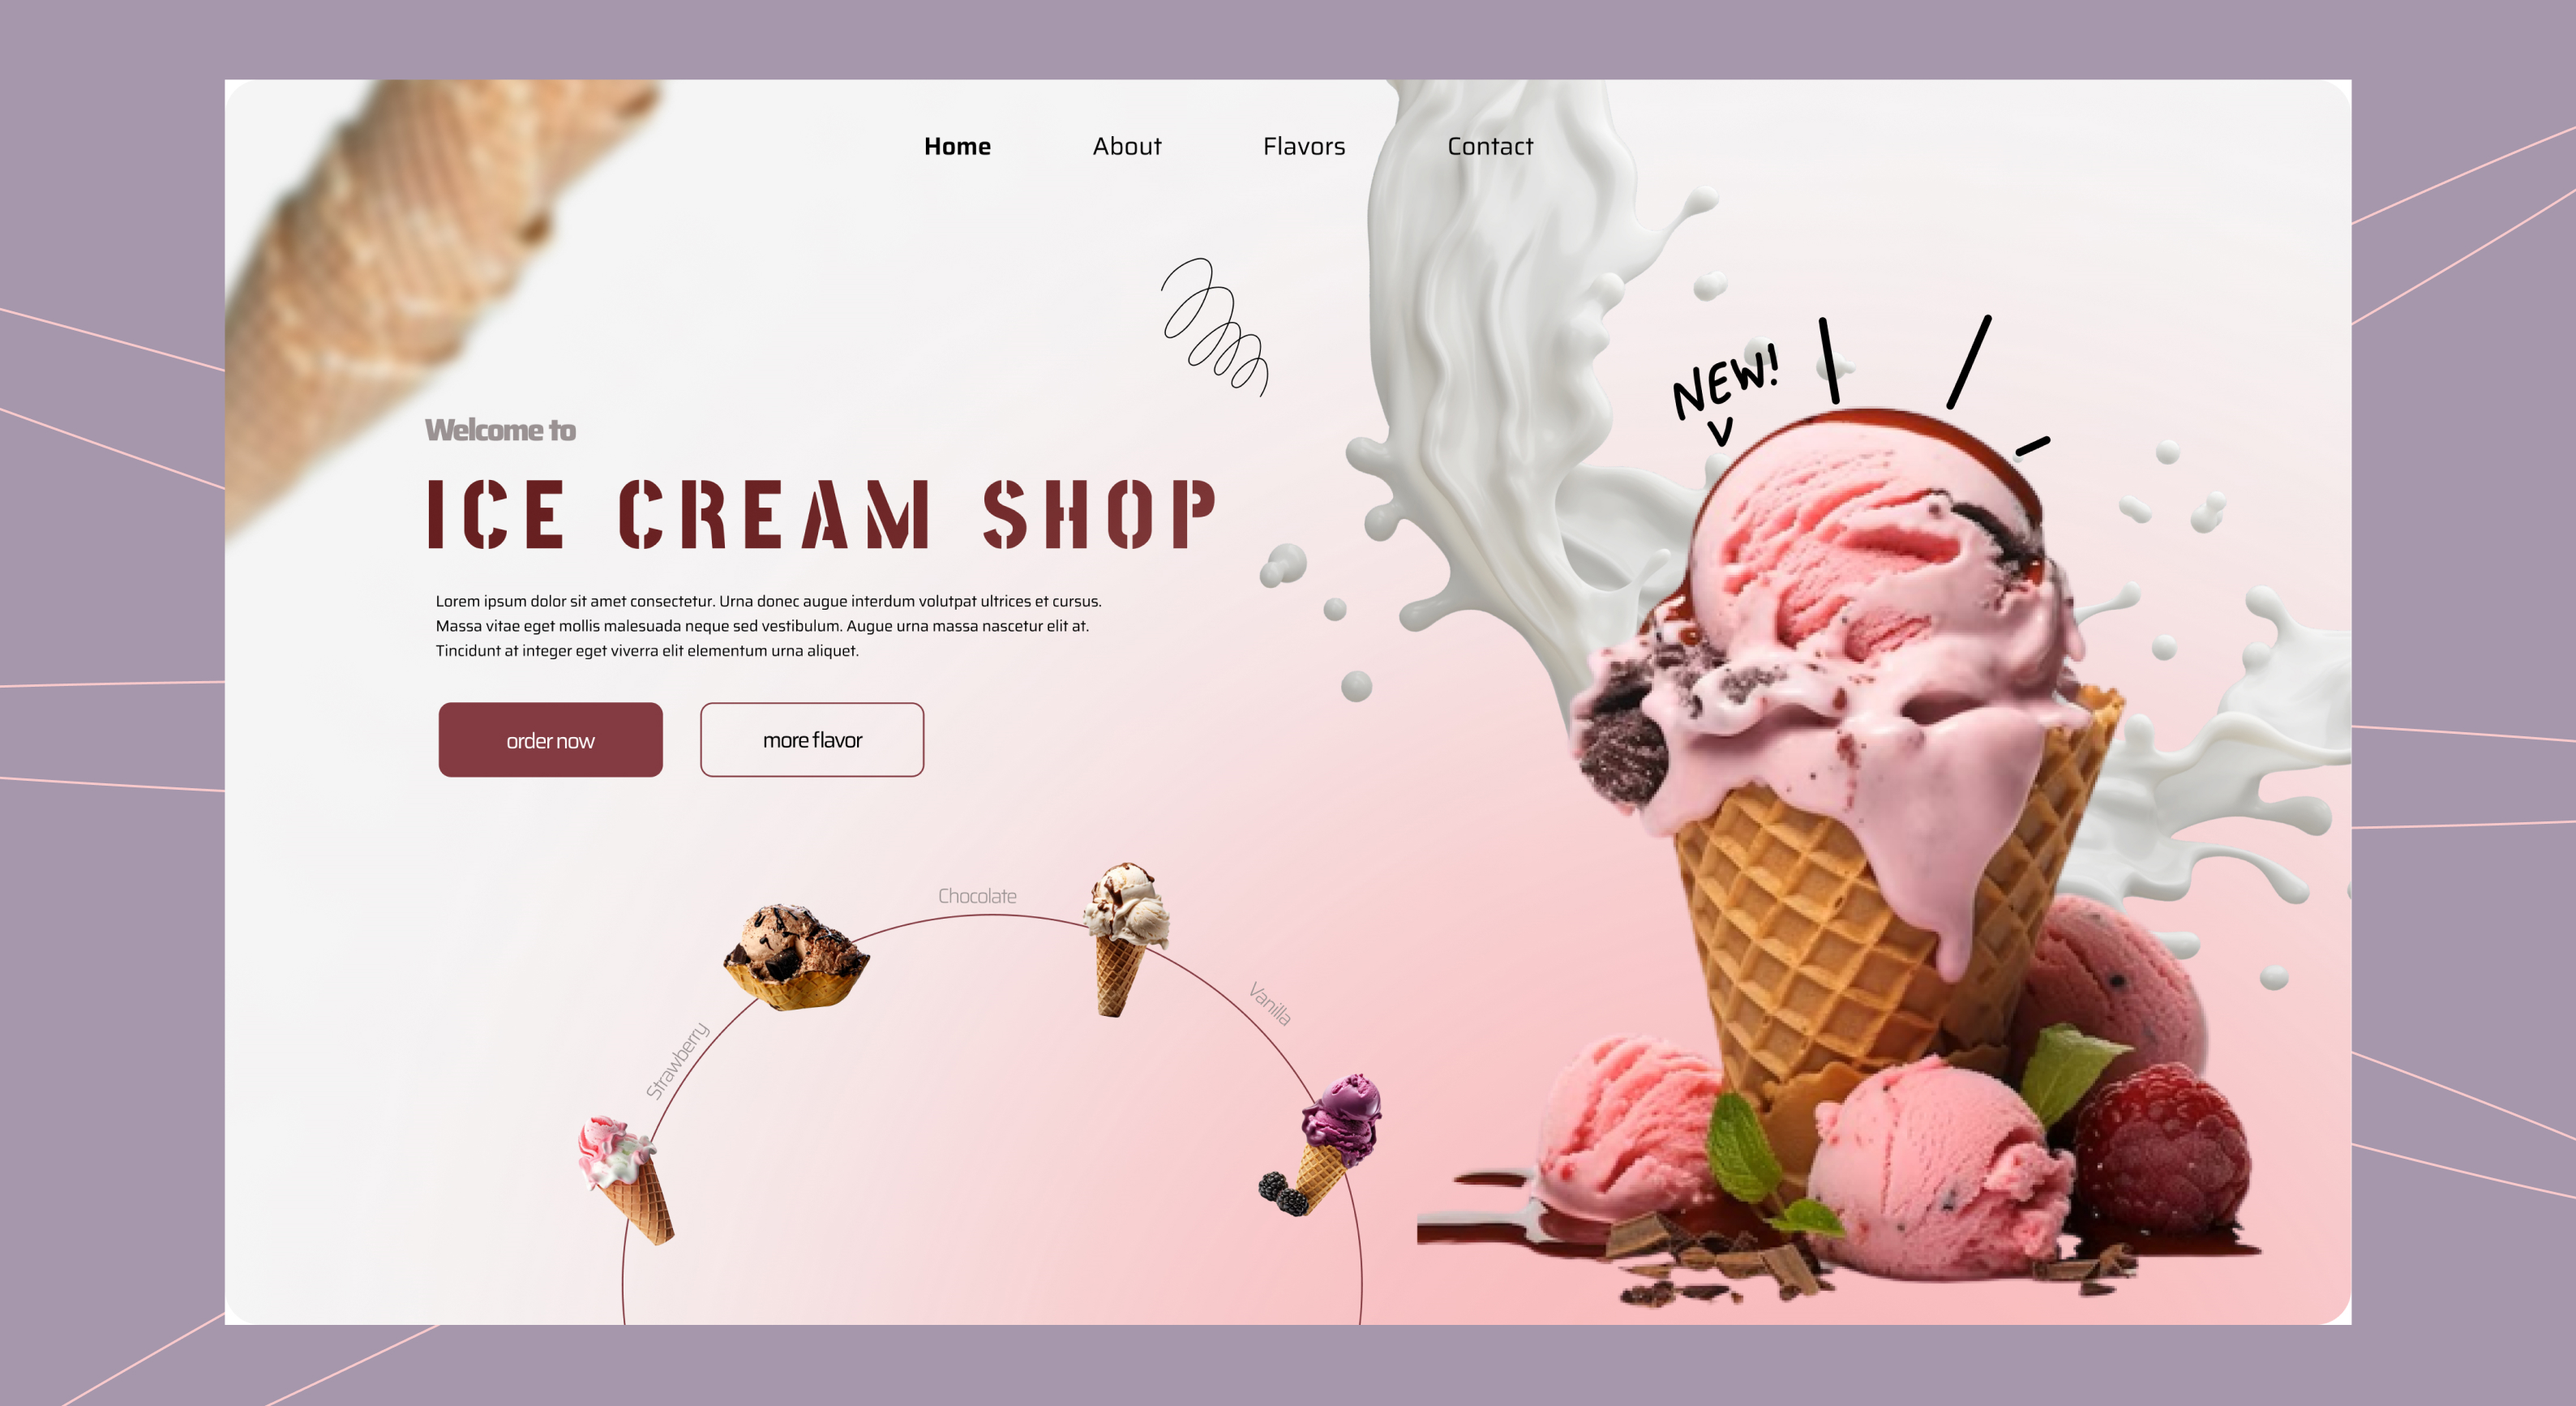 Home
About
Flavors
Contact
NEW!
Welcome to
ICE CREAM SHOP
Lorem ipsum dolor sit amet consectetur. Urna donec augue interdum volutpat ultrices et cursus.
Massa vitae eget mollis malesuada neque sed vestibulum. Augue urna massa nascetur elit at.
Tincidunt at integer eget viverra elit elementum urna aliquet.
order now
more flavor
Strawberry
Chocolate
Vanilla